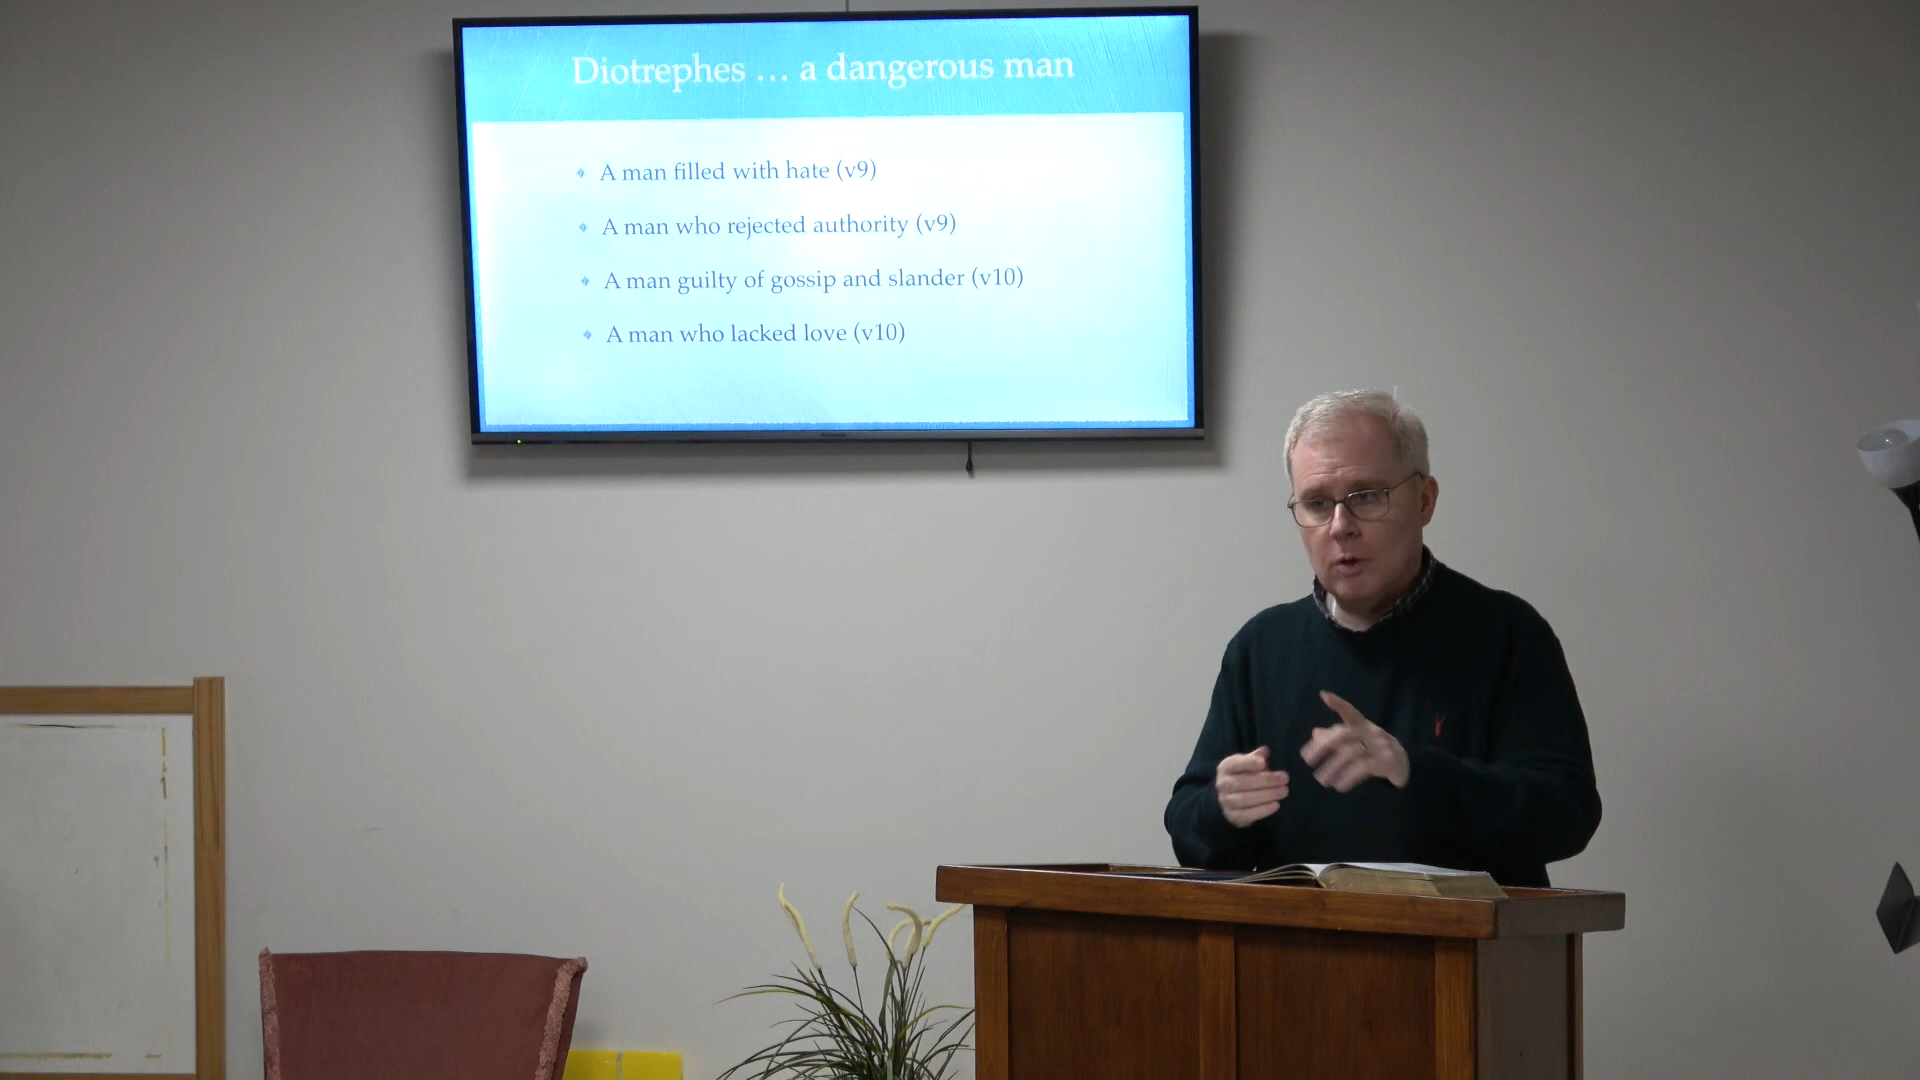 Diotrephes … a dangerous man
A man filled with hate (v9)
A man who rejected authority (v9)
A man guilty of gossip and slander (v10)
A man who lacked love (v10)